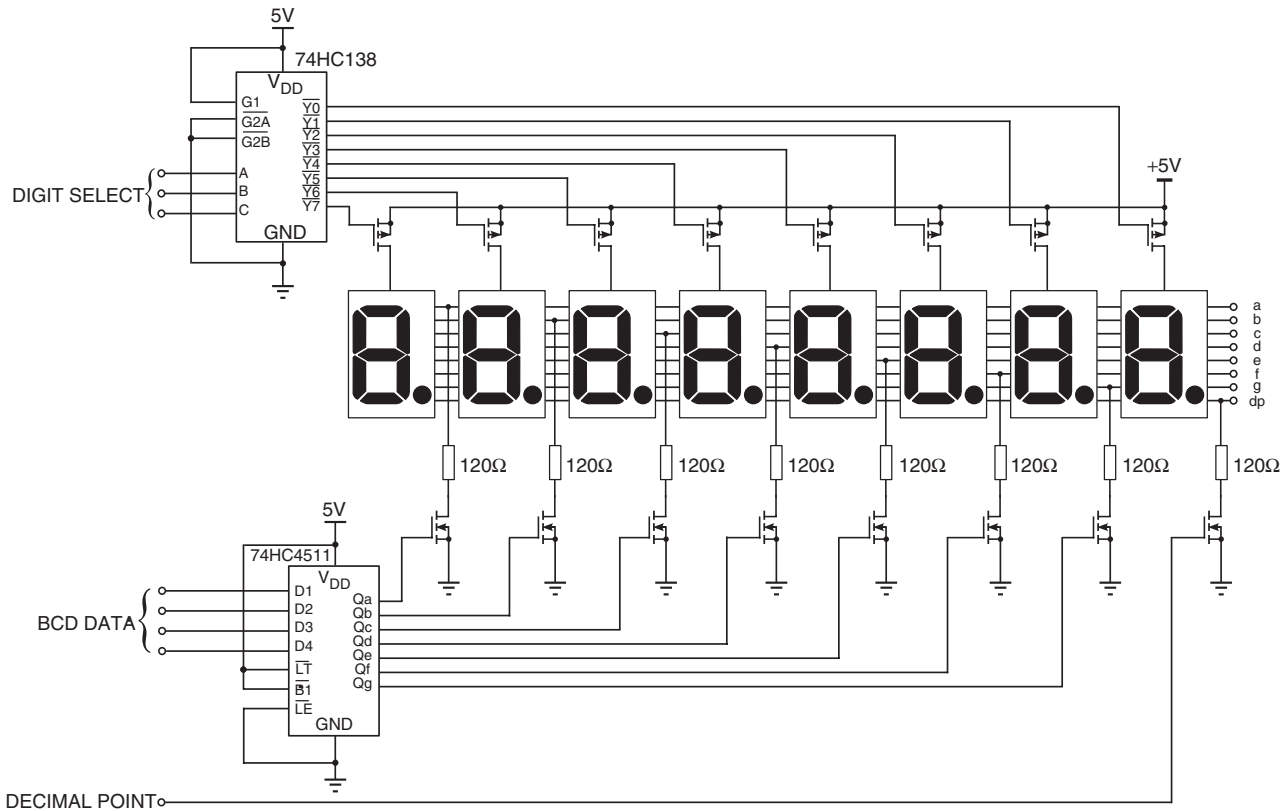 5V
74HC138
VDD
G1
G2A
G2B
A
B
C
GND
Y0
Y1
Y2
Y3
Y4
Y5
Y6
Y7
DIGIT SELECT
+5V
a
b
c
d
e
f
g
dp
120Ω 120Ω 120Ω 120Ω 120Ω 120Ω 120Ω 120Ω
5V
74HC4511
VDD
D1
D2
D3
D4
LT
B1
LE
GND
Qa
Qb
Qc
Qd
Qe
Qf
Qg
BCD DATA
DECIMAL POINT